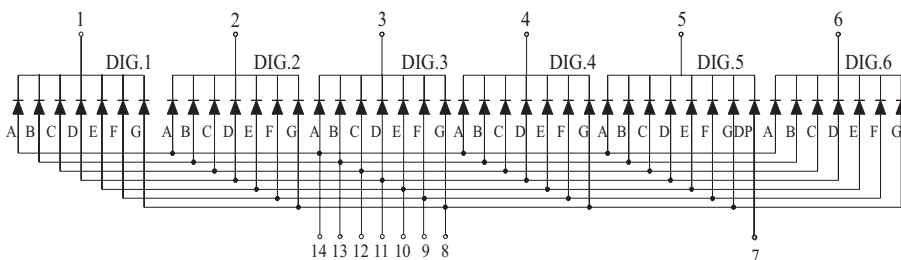 1 2 3 4 5 6
DIG.1 DIG.2 DIG.3 DIG.4 DIG.5 DIG.6
A B C D E F G A B C D E F G A B C D E F G A B C D E F G A B C D E F G DP A B C D E F G
14 13 12 11 10 9 8 7